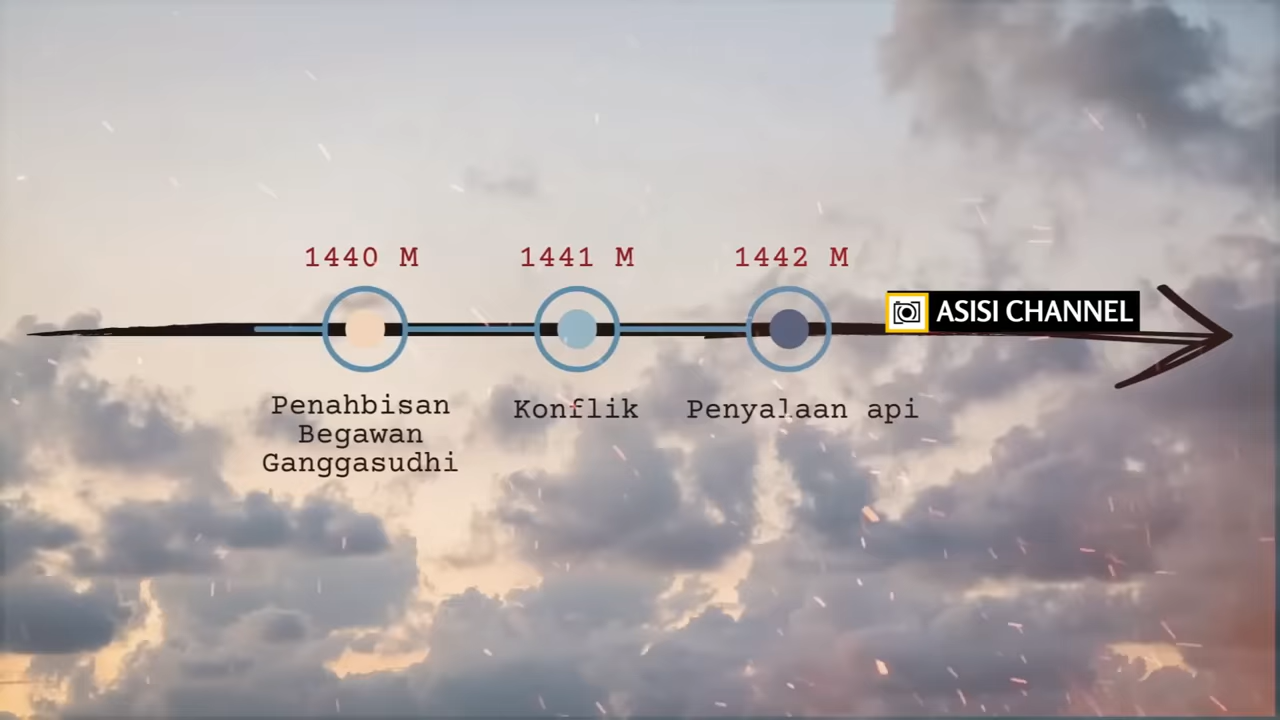 1440 M
1441 M
1442 M
ASISI CHANNEL
Penahbisan
Begawan
Ganggasudhi
Konflik
Penyalaan api